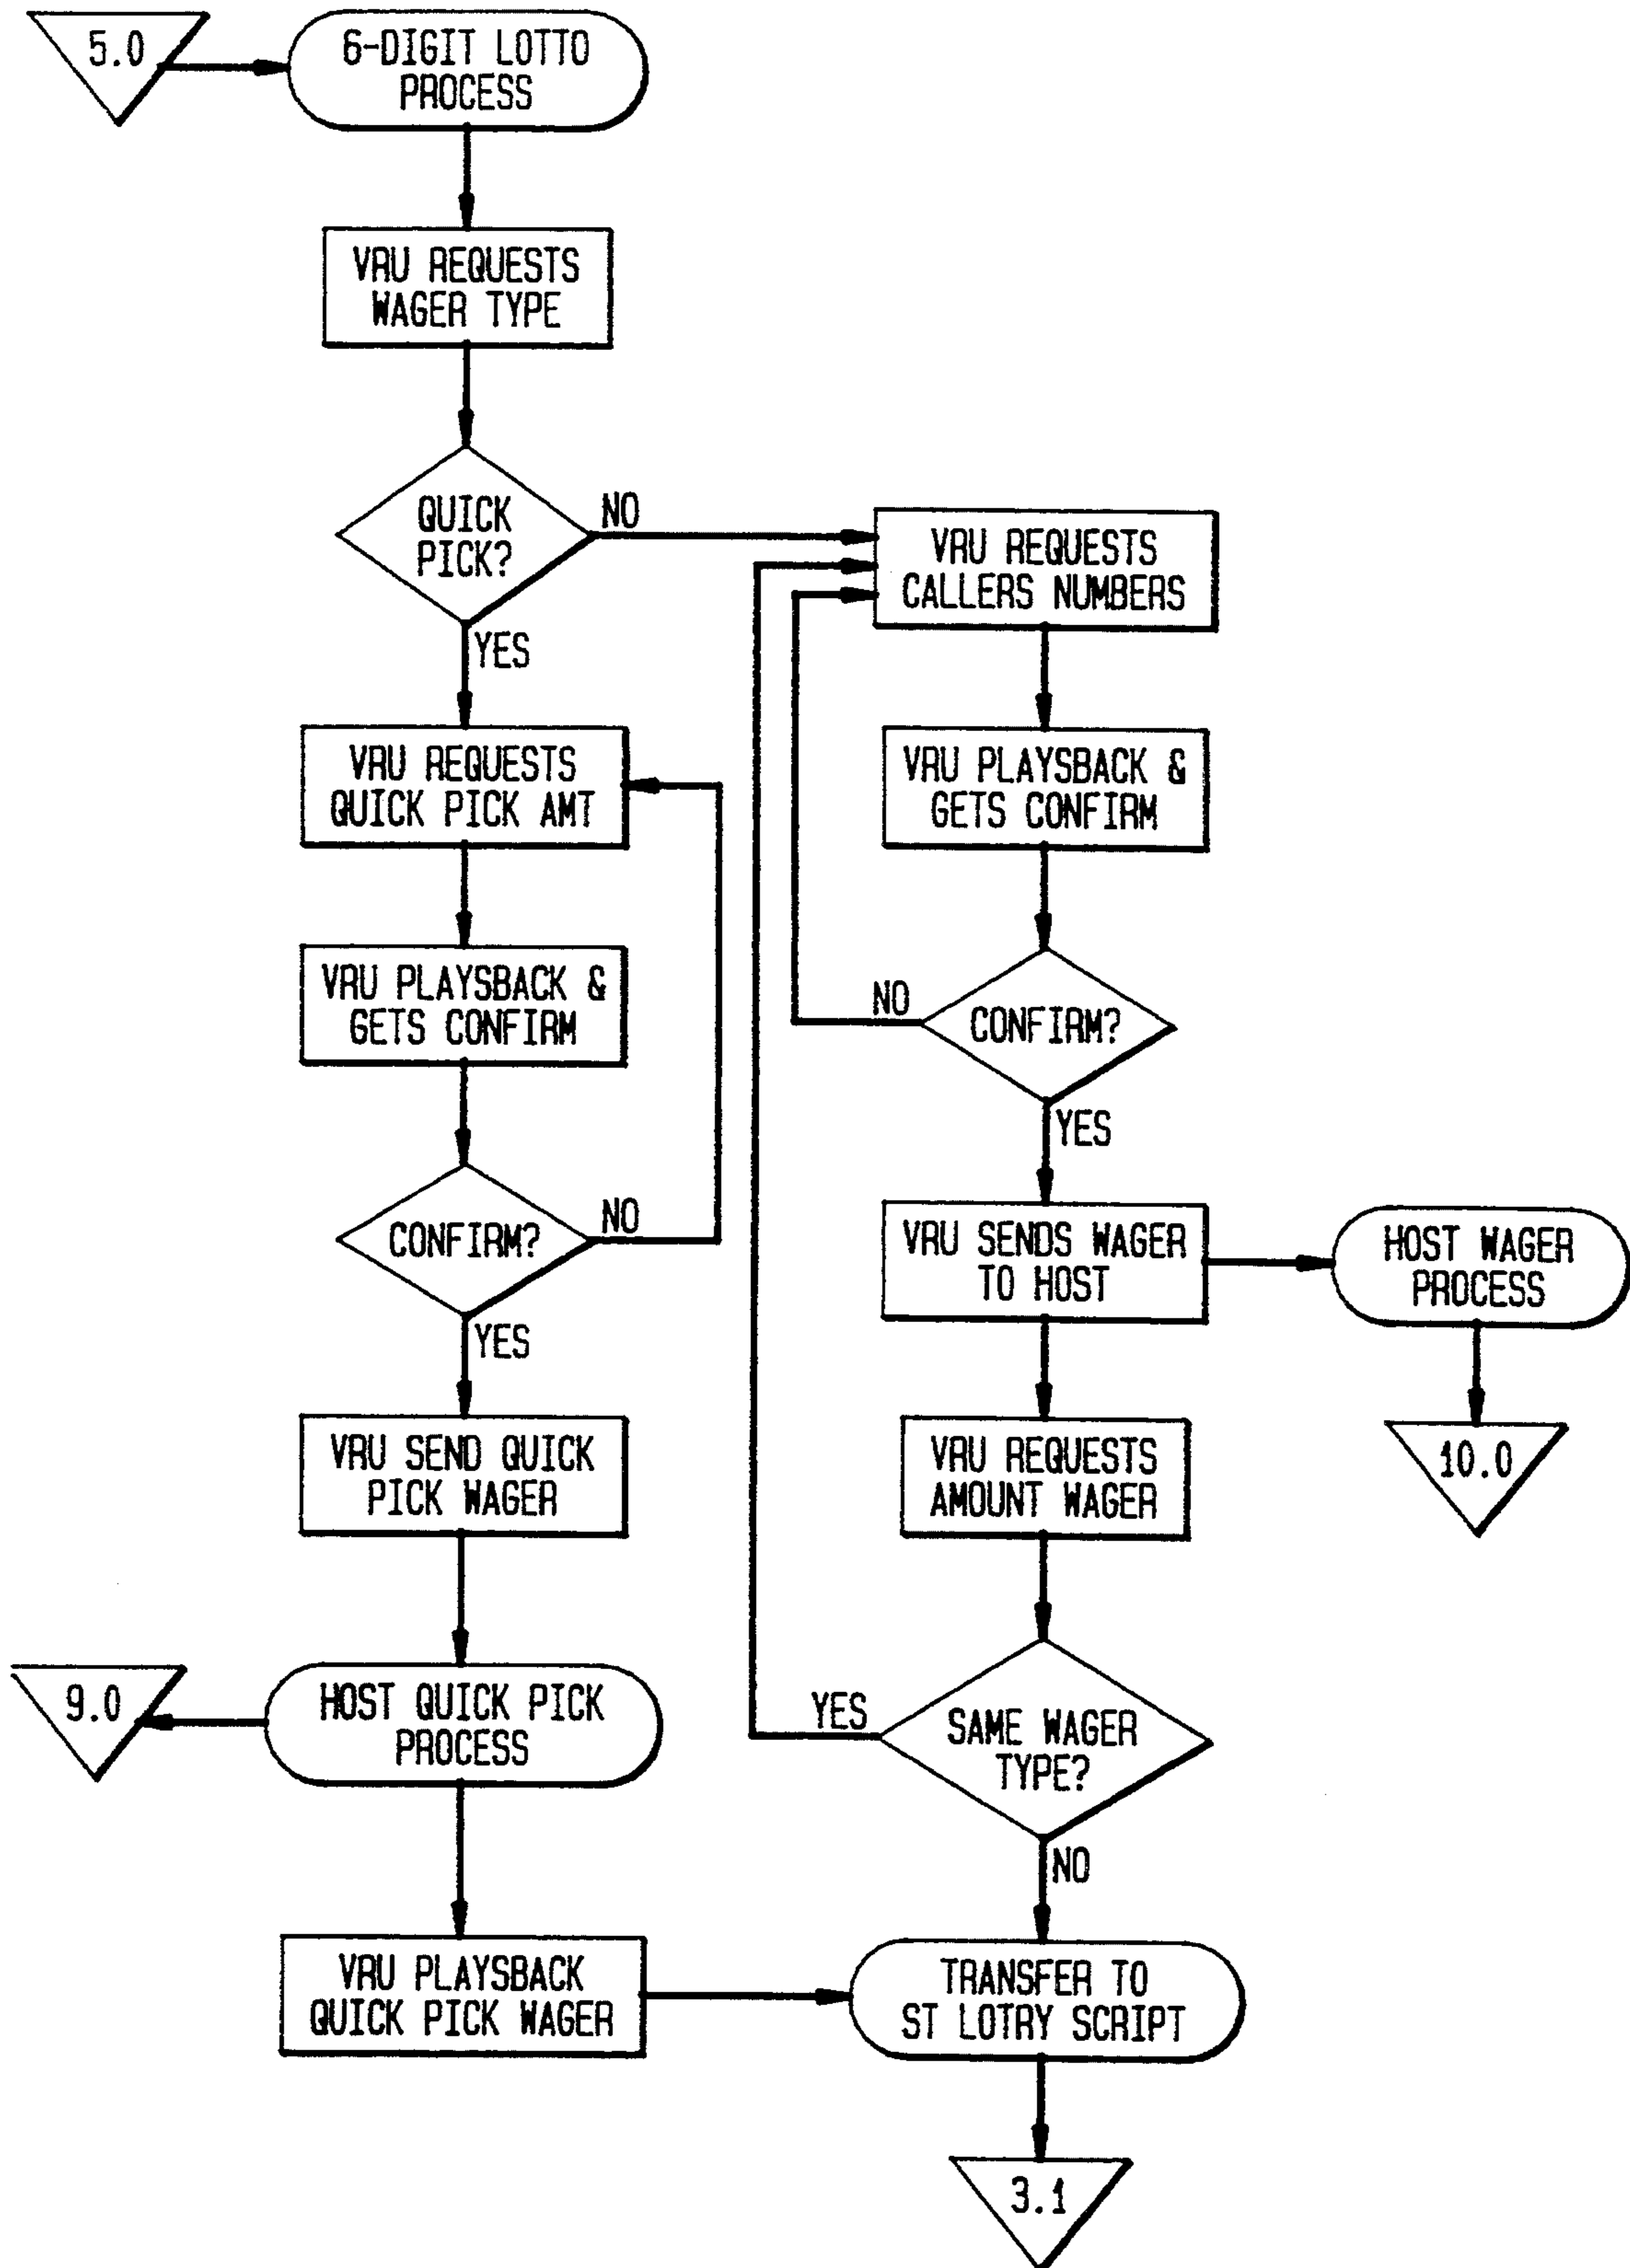 5.0
6-DIGIT LOTTO
PROCESS
VRU REQUESTS
WAGER TYPE
QUICK
PICK?
NO
YES
VRU REQUESTS
CALLERS NUMBERS
VRU REQUESTS
QUICK PICK AMT
VRU PLAYSBACK &
GETS CONFIRM
VRU PLAYSBACK &
GETS CONFIRM
NO
CONFIRM?
YES
CONFIRM?
NO
YES
VRU SENDS WAGER
TO HOST
HOST WAGER
PROCESS
10.0
VRU SEND QUICK
PICK WAGER
VRU REQUESTS
AMOUNT WAGER
9.0
HOST QUICK PICK
PROCESS
YES
SAME WAGER
TYPE?
NO
VRU PLAYSBACK
QUICK PICK WAGER
TRANSFER TO
ST LOTRY SCRIPT
3.1